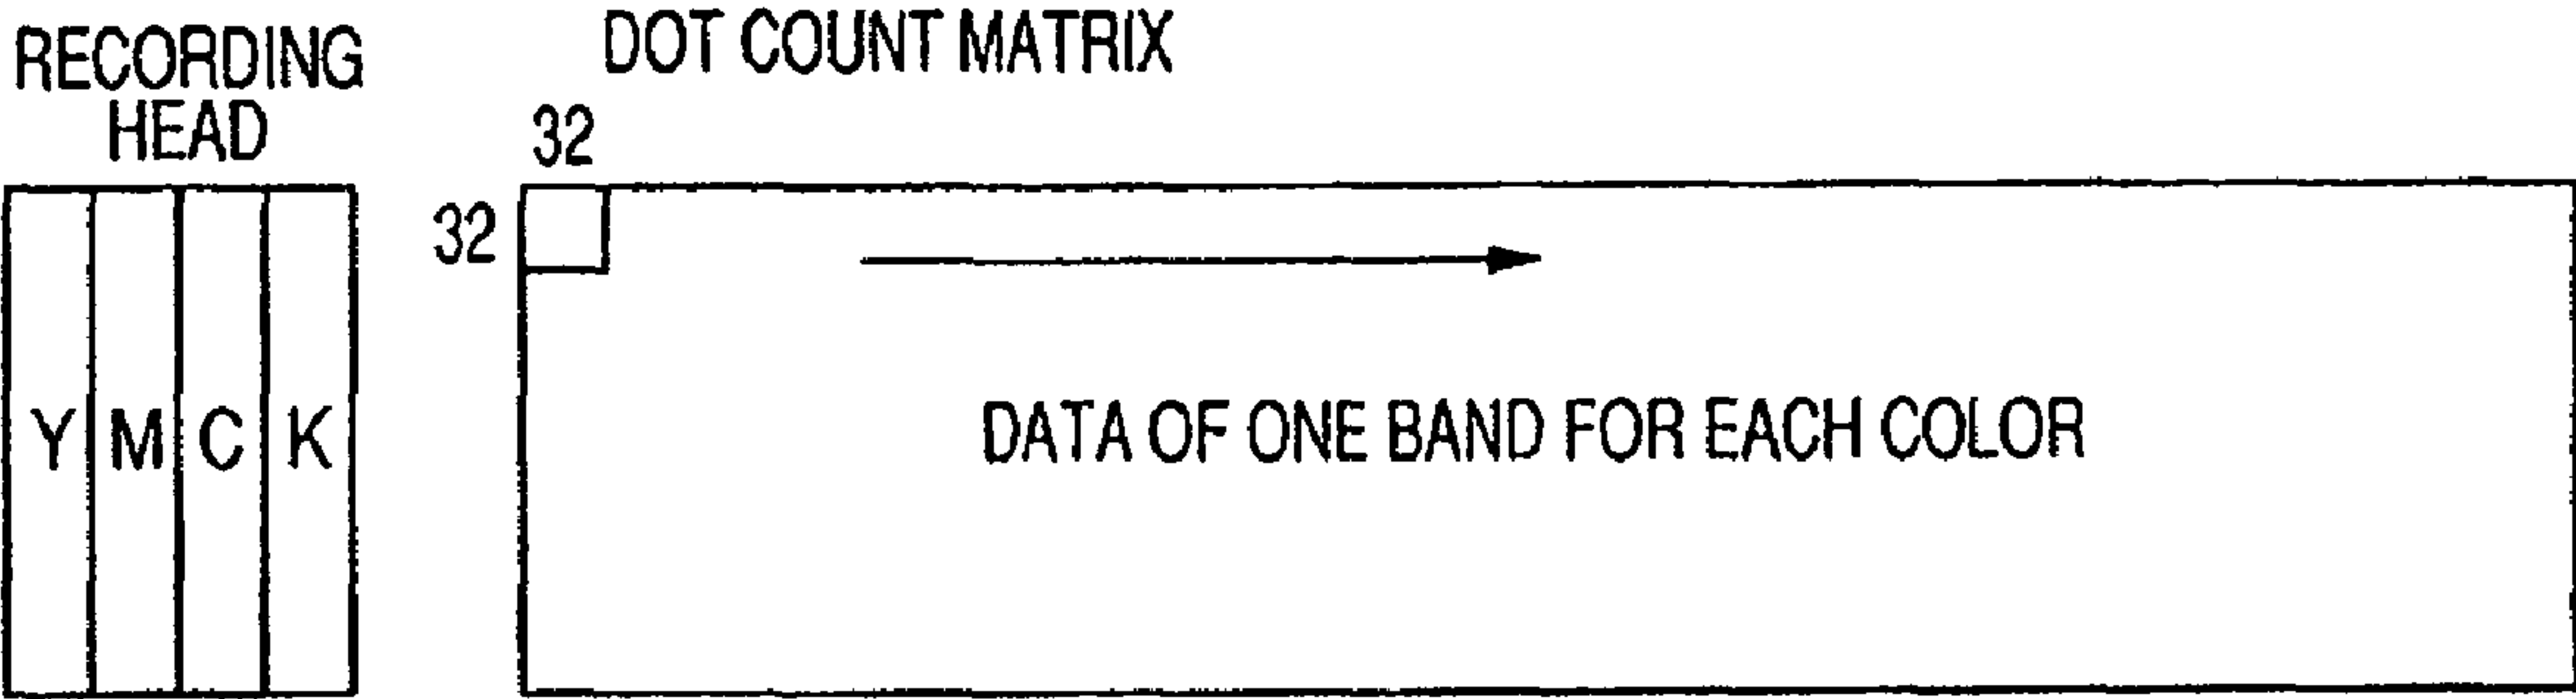 RECORDING
HEAD
DOT COUNT MATRIX
32
32
Y M C K
DATA OF ONE BAND FOR EACH COLOR